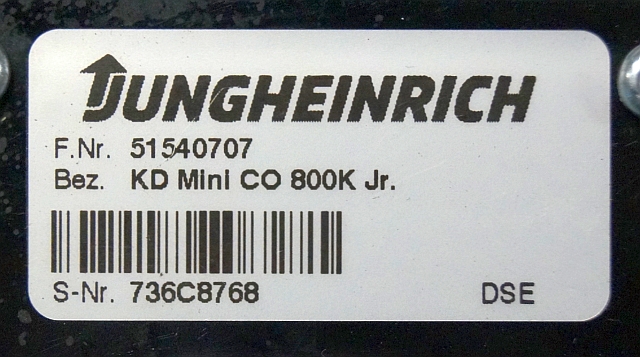 JUNGHEINRICH
F.Nr. 51540707
Bez. KD Mini CO 800K Jr.
S-Nr. 736C8768 DSE